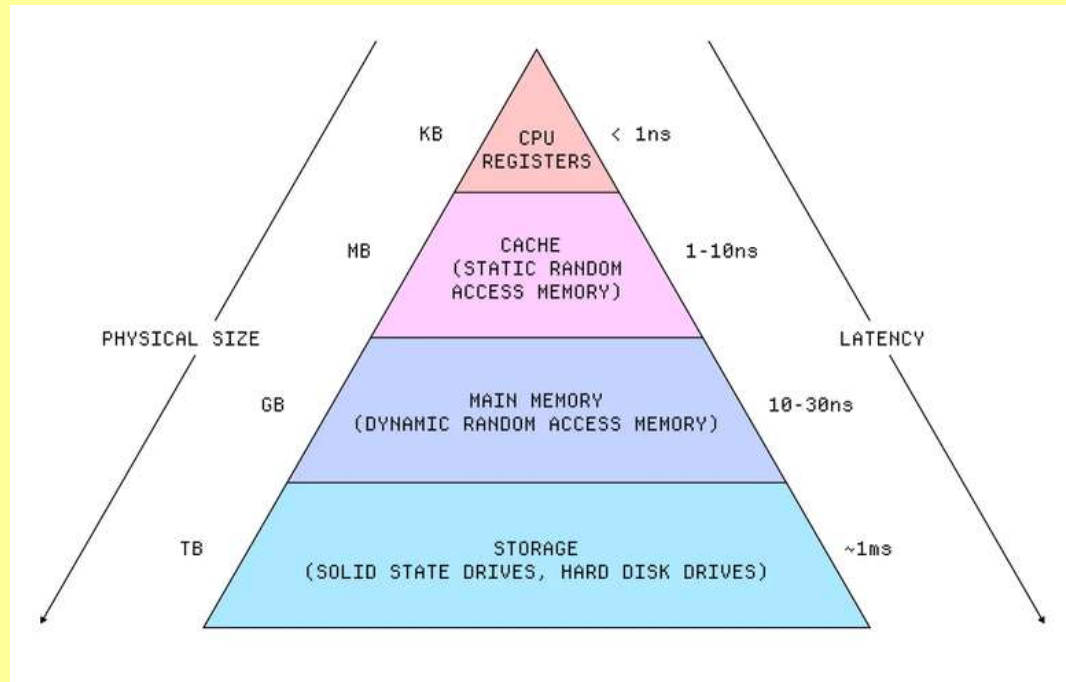 KB
CPU
REGISTERS
< 1ns
MB
CACHE
(STATIC RANDOM
ACCESS MEMORY)
1-10ns
PHYSICAL SIZE
LATENCY
GB
MAIN MEMORY
(DYNAMIC RANDOM ACCESS MEMORY)
10-30ns
TB
STORAGE
(SOLID STATE DRIVES, HARD DISK DRIVES)
~1ms